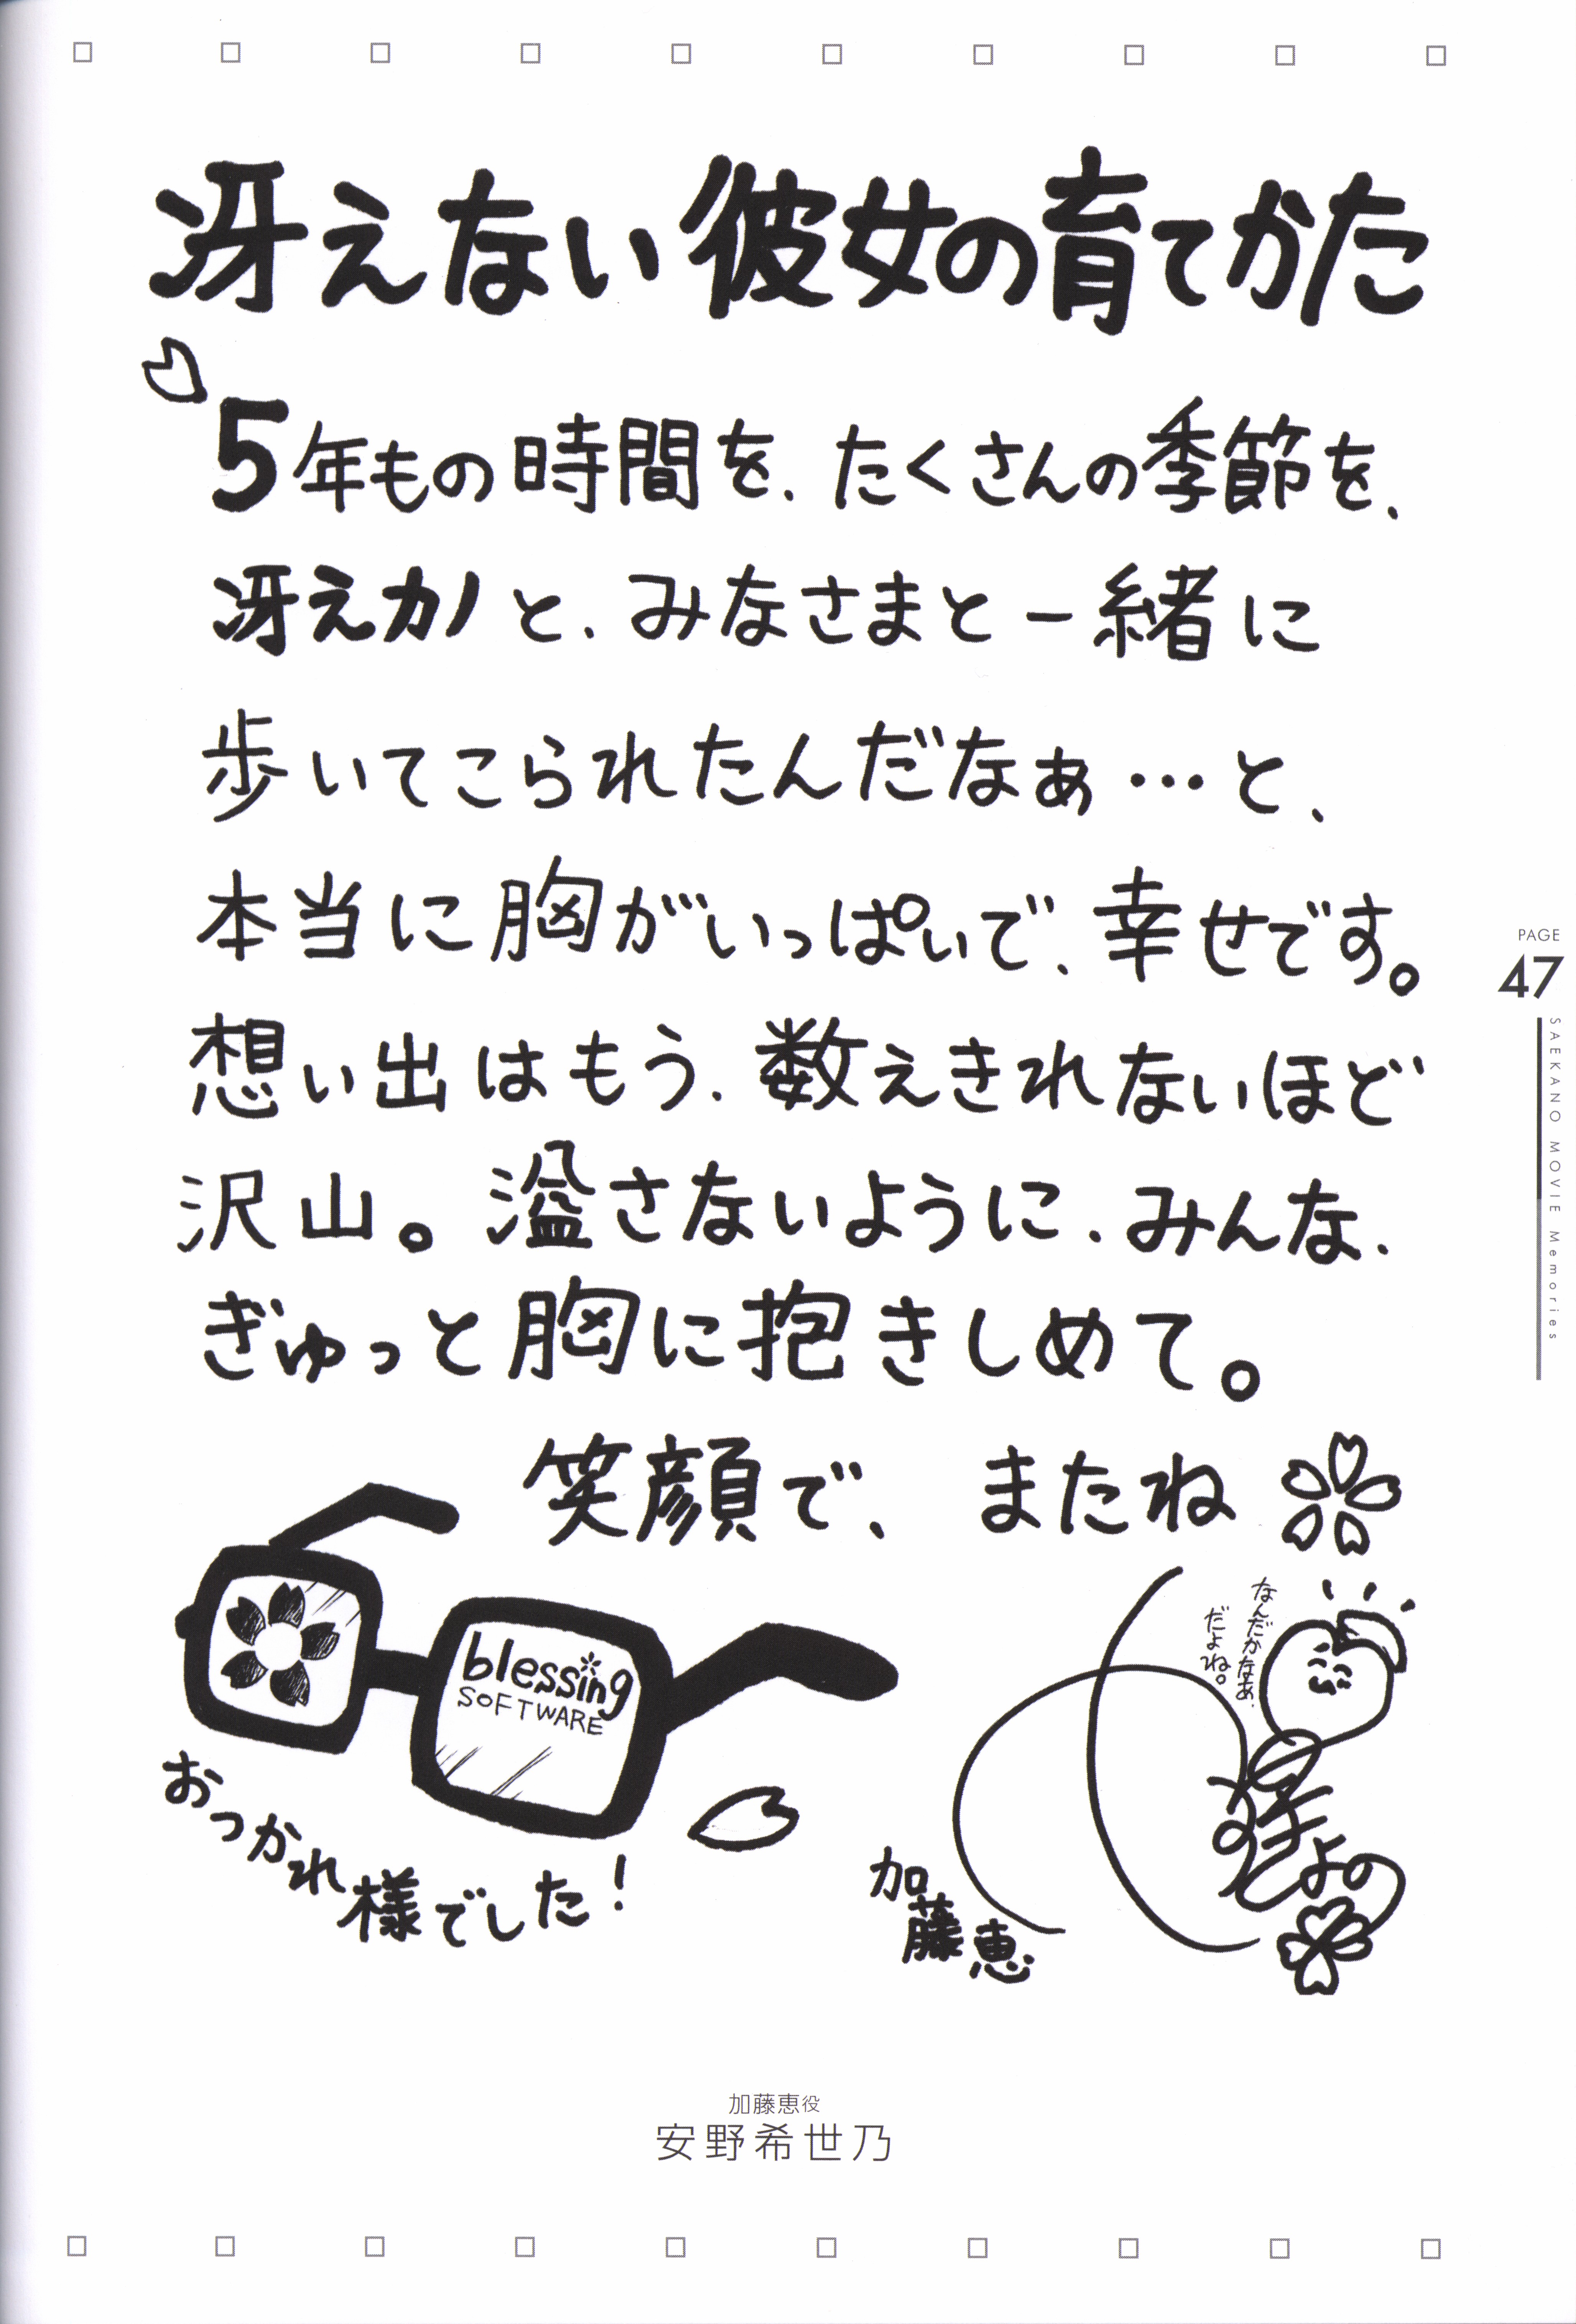 冴えない彼女の育てかた
5年もの時間を、たくさんの季節を、
冴えカノと、みなさまと一緒に
歩いてこられたんだなぁ…と、
本当に胸がいっぱいで、幸せです。
想い出はもう、数えきれないほど
沢山。溢さないように、みんな、
ぎゅっと胸に抱きしめて。
笑顔で、またね
blessing
SOFTWARE
おつかれ様でした!
なんだかなあ、
だよね。
加藤恵
加藤恵役
安野希世乃
PAGE
47
SAEKANO MOVIE Memories